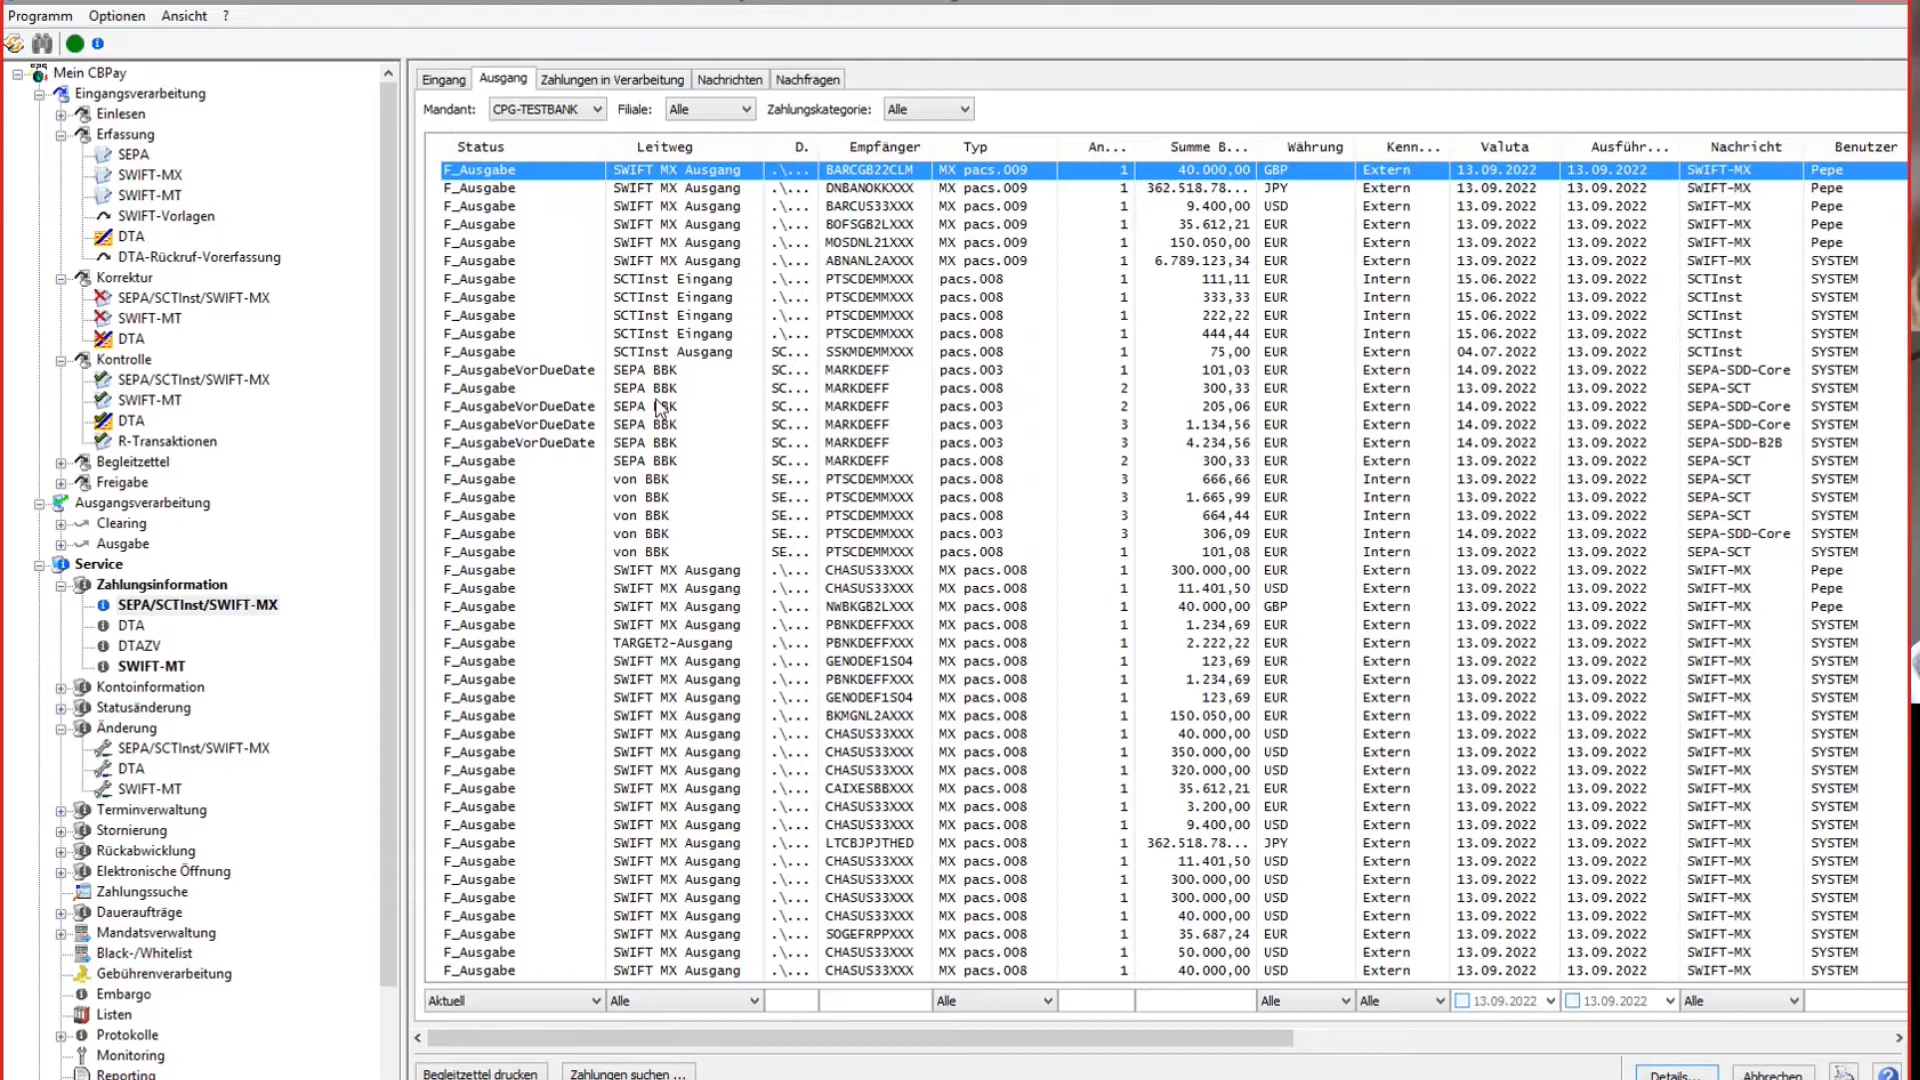 Programm Optionen Ansicht ?
Mein CBPay
Eingangsverarbeitung
Einlesen
Erfassung
SEPA
SWIFT-MX
SWIFT-MT
SWIFT-Vorlagen
DTA
DTA-Rückruf-Vorerfassung
Korrektur
SEPA/SCTInst/SWIFT-MX
SWIFT-MT
DTA
Kontrolle
SEPA/SCTInst/SWIFT-MX
SWIFT-MT
DTA
R-Transaktionen
Begleitzettel
Freigabe
Ausgangsverarbeitung
Clearing
Ausgabe
Service
Zahlungsinformation
SEPA/SCTInst/SWIFT-MX
DTA
DTAZV
SWIFT-MT
Kontoinformation
Statusänderung
Änderung
SEPA/SCTInst/SWIFT-MX
DTA
SWIFT-MT
Terminverwaltung
Stornierung
Rückabwicklung
Elektronische Öffnung
Zahlungssuche
Daueraufträge
Mandatsverwaltung
Black-/Whitelist
Gebührenverarbeitung
Embargo
Listen
Protokolle
Monitoring
Reporting
Eingang Ausgang Zahlungen in Verarbeitung Nachrichten Nachfragen
Mandant: CPG-TESTBANK Filiale: Alle Zahlungskategorie: Alle
Status Leitweg D. Empfänger Typ An... Summe B... Währung Kenn... Valuta Ausführ... Nachricht Benutzer
F_Ausgabe SWIFT MX Ausgang .\... BARCGB22CLM MX pacs.009 1 40.000,00 GBP Extern 13.09.2022 13.09.2022 SWIFT-MX Pepe
F_Ausgabe SWIFT MX Ausgang .\... DNBANOKKXXX MX pacs.009 1 362.518.78... JPY Extern 13.09.2022 13.09.2022 SWIFT-MX Pepe
F_Ausgabe SWIFT MX Ausgang .\... BARCUS33XXX MX pacs.009 1 9.400,00 USD Extern 13.09.2022 13.09.2022 SWIFT-MX Pepe
F_Ausgabe SWIFT MX Ausgang .\... BOFSGB2LXXX MX pacs.009 1 35.612,21 EUR Extern 13.09.2022 13.09.2022 SWIFT-MX Pepe
F_Ausgabe SWIFT MX Ausgang .\... MOSDNL21XXX MX pacs.009 1 150.050,00 EUR Extern 13.09.2022 13.09.2022 SWIFT-MX Pepe
F_Ausgabe SWIFT MX Ausgang .\... ABNANL2AXXX MX pacs.009 1 6.789.123,34 EUR Extern 13.09.2022 13.09.2022 SWIFT-MX SYSTEM
F_Ausgabe SCTInst Eingang .\... PTSCDEMMXXX pacs.008 1 111,11 EUR Intern 15.06.2022 13.09.2022 SCTInst SYSTEM
F_Ausgabe SCTInst Eingang .\... PTSCDEMMXXX pacs.008 1 333,33 EUR Intern 15.06.2022 13.09.2022 SCTInst SYSTEM
F_Ausgabe SCTInst Eingang .\... PTSCDEMMXXX pacs.008 1 222,22 EUR Intern 15.06.2022 13.09.2022 SCTInst SYSTEM
F_Ausgabe SCTInst Eingang .\... PTSCDEMMXXX pacs.008 1 444,44 EUR Intern 15.06.2022 13.09.2022 SCTInst SYSTEM
F_Ausgabe SCTInst Ausgang SC... SSKMDEMMXXX pacs.008 1 75,00 EUR Extern 04.07.2022 13.09.2022 SCTInst SYSTEM
F_AusgabeVorDueDate SEPA BBK SC... MARKDEFF pacs.003 1 101,03 EUR Extern 14.09.2022 13.09.2022 SEPA-SDD-Core SYSTEM
F_Ausgabe SEPA BBK SC... MARKDEFF pacs.008 2 300,33 EUR Extern 13.09.2022 13.09.2022 SEPA-SCT SYSTEM
F_AusgabeVorDueDate SEPA BBK SC... MARKDEFF pacs.003 2 205,06 EUR Extern 14.09.2022 13.09.2022 SEPA-SDD-Core SYSTEM
F_AusgabeVorDueDate SEPA BBK SC... MARKDEFF pacs.003 3 1.134,56 EUR Extern 14.09.2022 13.09.2022 SEPA-SDD-Core SYSTEM
F_AusgabeVorDueDate SEPA BBK SC... MARKDEFF pacs.003 3 4.234,56 EUR Extern 14.09.2022 13.09.2022 SEPA-SDD-B2B SYSTEM
F_Ausgabe SEPA BBK SC... MARKDEFF pacs.008 2 300,33 EUR Extern 13.09.2022 13.09.2022 SEPA-SCT SYSTEM
F_Ausgabe von BBK SE... PTSCDEMMXXX pacs.008 3 666,66 EUR Intern 13.09.2022 13.09.2022 SEPA-SCT SYSTEM
F_Ausgabe von BBK SE... PTSCDEMMXXX pacs.008 3 1.665,99 EUR Intern 13.09.2022 13.09.2022 SEPA-SCT SYSTEM
F_Ausgabe von BBK SE... PTSCDEMMXXX pacs.008 3 664,44 EUR Intern 13.09.2022 13.09.2022 SEPA-SCT SYSTEM
F_Ausgabe von BBK SE... PTSCDEMMXXX pacs.003 3 306,09 EUR Intern 14.09.2022 13.09.2022 SEPA-SDD-Core SYSTEM
F_Ausgabe von BBK SE... PTSCDEMMXXX pacs.008 1 101,08 EUR Intern 13.09.2022 13.09.2022 SEPA-SCT SYSTEM
F_Ausgabe SWIFT MX Ausgang .\... CHASUS33XXX MX pacs.008 1 300.000,00 EUR Extern 13.09.2022 13.09.2022 SWIFT-MX Pepe
F_Ausgabe SWIFT MX Ausgang .\... CHASUS33XXX MX pacs.008 1 11.401,50 USD Extern 13.09.2022 13.09.2022 SWIFT-MX Pepe
F_Ausgabe SWIFT MX Ausgang .\... NWBKGB2LXXX MX pacs.008 1 40.000,00 GBP Extern 13.09.2022 13.09.2022 SWIFT-MX Pepe
F_Ausgabe SWIFT MX Ausgang .\... PBNKDEFFXXX MX pacs.008 1 1.234,69 EUR Extern 13.09.2022 13.09.2022 SWIFT-MX SYSTEM
F_Ausgabe TARGET2-Ausgang .\... PBNKDEFFXXX MX pacs.008 1 2.222,22 EUR Extern 13.09.2022 13.09.2022 SWIFT-MX SYSTEM
F_Ausgabe SWIFT MX Ausgang .\... GENODEF1S04 MX pacs.008 1 123,69 EUR Extern 13.09.2022 13.09.2022 SWIFT-MX SYSTEM
F_Ausgabe SWIFT MX Ausgang .\... PBNKDEFFXXX MX pacs.008 1 1.234,69 EUR Extern 13.09.2022 13.09.2022 SWIFT-MX SYSTEM
F_Ausgabe SWIFT MX Ausgang .\... GENODEF1S04 MX pacs.008 1 123,69 EUR Extern 13.09.2022 13.09.2022 SWIFT-MX SYSTEM
F_Ausgabe SWIFT MX Ausgang .\... BKMGNL2AXXX MX pacs.008 1 150.050,00 EUR Extern 13.09.2022 13.09.2022 SWIFT-MX SYSTEM
F_Ausgabe SWIFT MX Ausgang .\... CHASUS33XXX MX pacs.008 1 40.000,00 USD Extern 13.09.2022 13.09.2022 SWIFT-MX SYSTEM
F_Ausgabe SWIFT MX Ausgang .\... CHASUS33XXX MX pacs.008 1 350.000,00 USD Extern 13.09.2022 13.09.2022 SWIFT-MX SYSTEM
F_Ausgabe SWIFT MX Ausgang .\... CHASUS33XXX MX pacs.008 1 320.000,00 USD Extern 13.09.2022 13.09.2022 SWIFT-MX SYSTEM
F_Ausgabe SWIFT MX Ausgang .\... CAIXESBBXXX MX pacs.008 1 35.612,21 EUR Extern 13.09.2022 13.09.2022 SWIFT-MX SYSTEM
F_Ausgabe SWIFT MX Ausgang .\... CHASUS33XXX MX pacs.008 1 3.200,00 EUR Extern 13.09.2022 13.09.2022 SWIFT-MX SYSTEM
F_Ausgabe SWIFT MX Ausgang .\... CHASUS33XXX MX pacs.008 1 9.400,00 USD Extern 13.09.2022 13.09.2022 SWIFT-MX SYSTEM
F_Ausgabe SWIFT MX Ausgang .\... LTCBJPJTHED MX pacs.008 1 362.518.78... JPY Extern 13.09.2022 13.09.2022 SWIFT-MX SYSTEM
F_Ausgabe SWIFT MX Ausgang .\... CHASUS33XXX MX pacs.008 1 11.401,50 USD Extern 13.09.2022 13.09.2022 SWIFT-MX SYSTEM
F_Ausgabe SWIFT MX Ausgang .\... CHASUS33XXX MX pacs.008 1 300.000,00 USD Extern 13.09.2022 13.09.2022 SWIFT-MX SYSTEM
F_Ausgabe SWIFT MX Ausgang .\... CHASUS33XXX MX pacs.008 1 300.000,00 USD Extern 13.09.2022 13.09.2022 SWIFT-MX SYSTEM
F_Ausgabe SWIFT MX Ausgang .\... CHASUS33XXX MX pacs.008 1 40.000,00 USD Extern 13.09.2022 13.09.2022 SWIFT-MX SYSTEM
F_Ausgabe SWIFT MX Ausgang .\... SOGEFRPPXXX MX pacs.008 1 35.687,24 EUR Extern 13.09.2022 13.09.2022 SWIFT-MX SYSTEM
F_Ausgabe SWIFT MX Ausgang .\... CHASUS33XXX MX pacs.008 1 50.000,00 USD Extern 13.09.2022 13.09.2022 SWIFT-MX SYSTEM
F_Ausgabe SWIFT MX Ausgang .\... CHASUS33XXX MX pacs.008 1 40.000,00 USD Extern 13.09.2022 13.09.2022 SWIFT-MX SYSTEM
Aktuell Alle Alle Alle Alle 13.09.2022 13.09.2022 Alle
Begleitzettel drucken Zahlungen suchen ... Details... Abbrechen